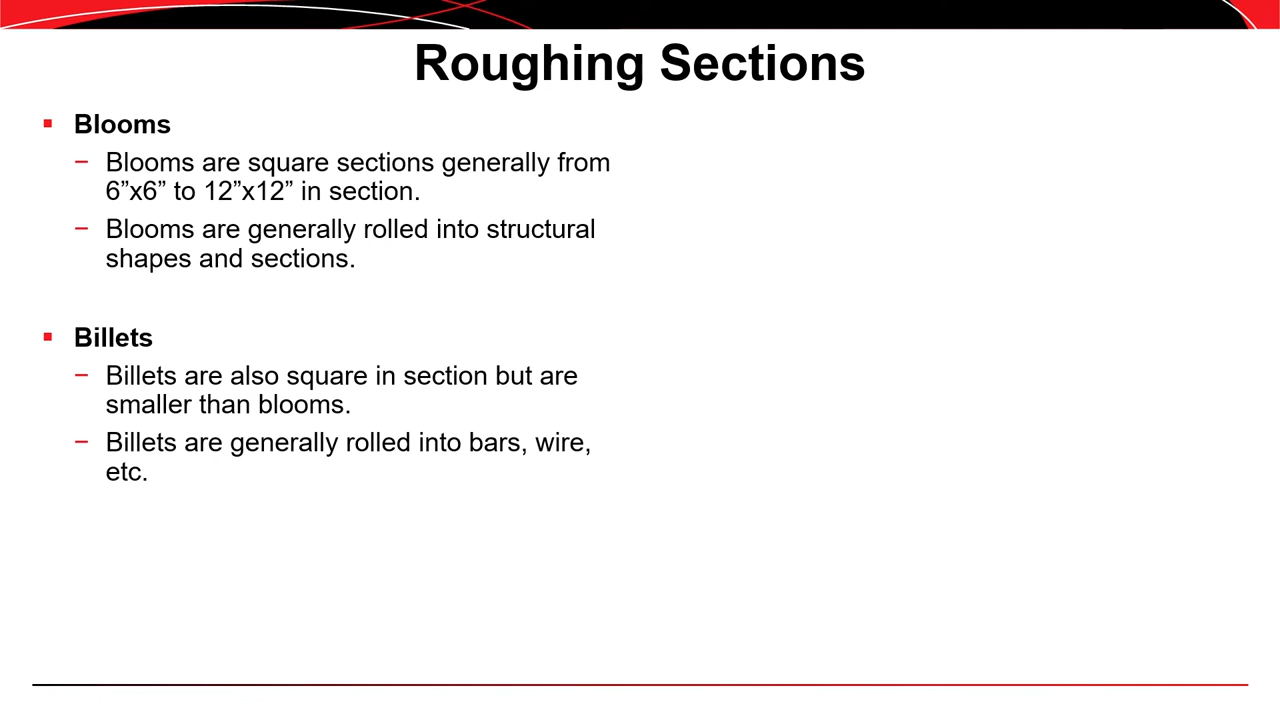 Roughing Sections
Blooms
Blooms are square sections generally from
6”x6” to 12”x12” in section.
Blooms are generally rolled into structural
shapes and sections.
Billets
Billets are also square in section but are
smaller than blooms.
Billets are generally rolled into bars, wire,
etc.